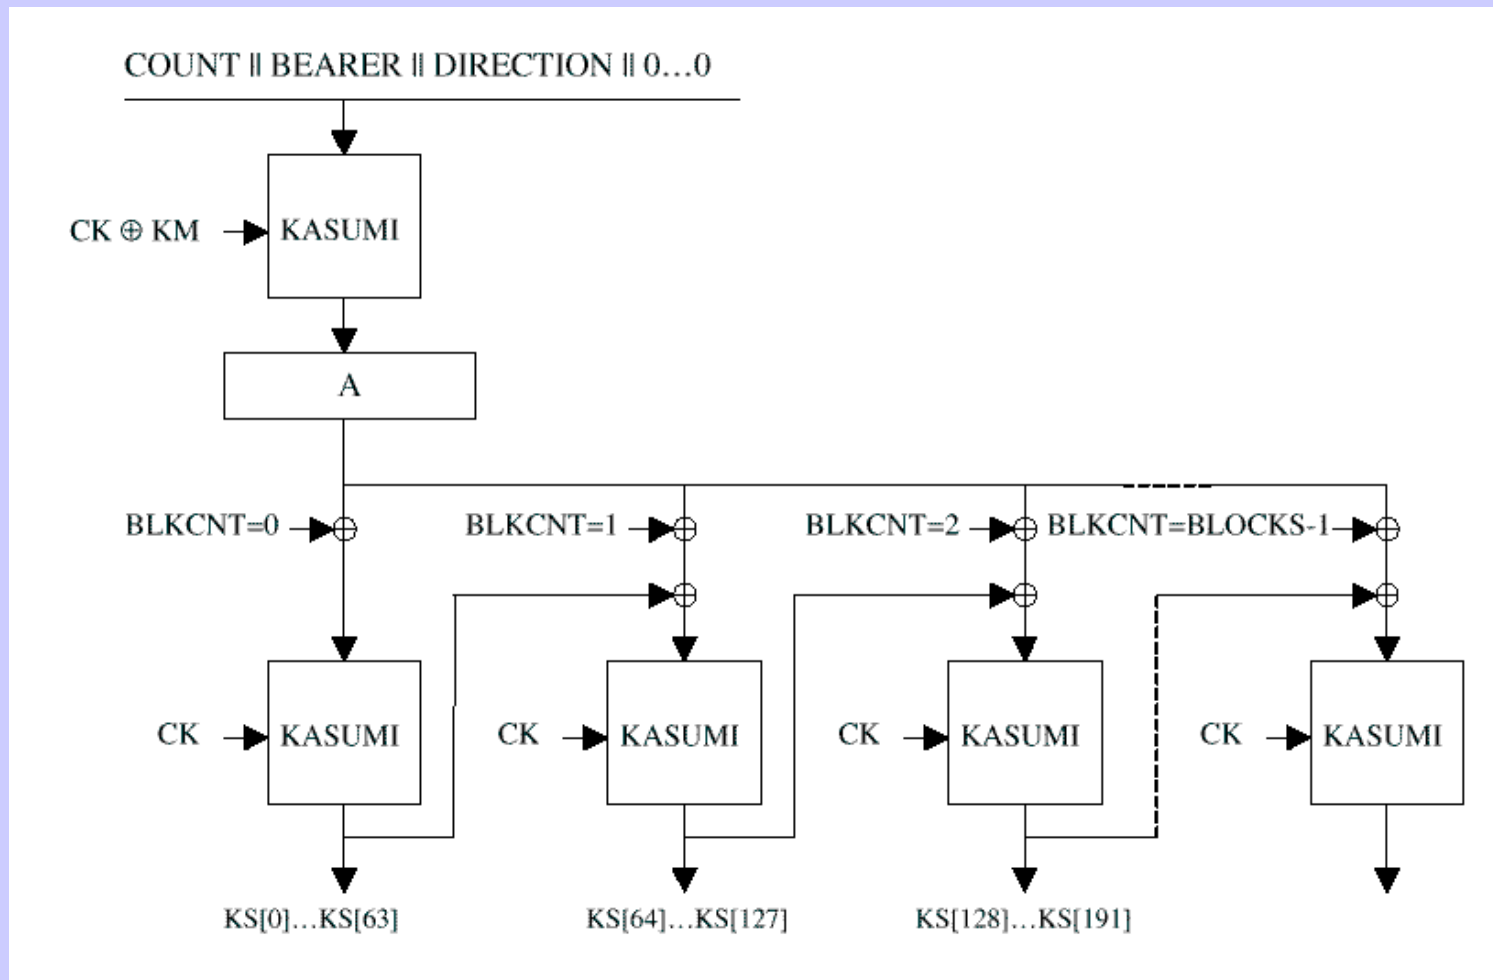 COUNT || BEARER || DIRECTION || 0…0
CK ⊕ KM
KASUMI
A
BLKCNT=0
BLKCNT=1
BLKCNT=2
BLKCNT=BLOCKS-1
CK
KASUMI
CK
KASUMI
CK
KASUMI
CK
KASUMI
KS[0]…KS[63]
KS[64]…KS[127]
KS[128]…KS[191]